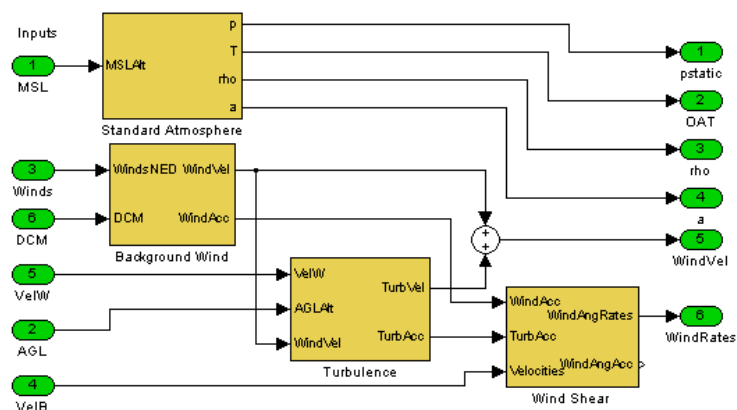 Inputs
1
MSL
MSLAlt
p
T
rho
a
Standard Atmosphere
1
pstatic
2
OAT
3
rho
4
a
3
Winds
6
DCM
WindsNED
WindVel
DCM
WindAcc
Background Wind
+
+
5
WindVel
5
VelW
2
AGL
4
VelB
VelW
AGLAlt
WindVel
TurbVel
TurbAcc
Turbulence
WindAcc
TurbAcc
Velocities
WindAngRates
WindAngAcc
Wind Shear
6
WindRates